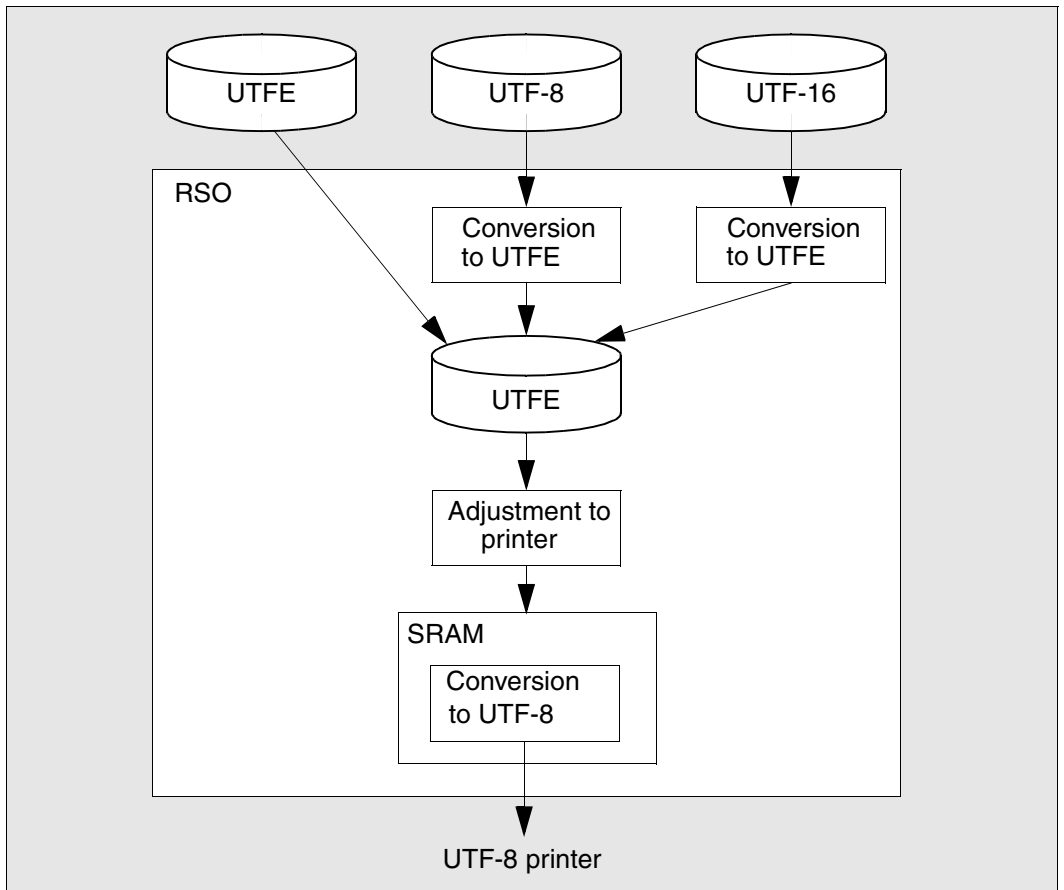 UTFE
UTF-8
UTF-16
RSO
Conversion
to UTFE
Conversion
to UTFE
UTFE
Adjustment to
printer
SRAM
Conversion
to UTF-8
UTF-8 printer